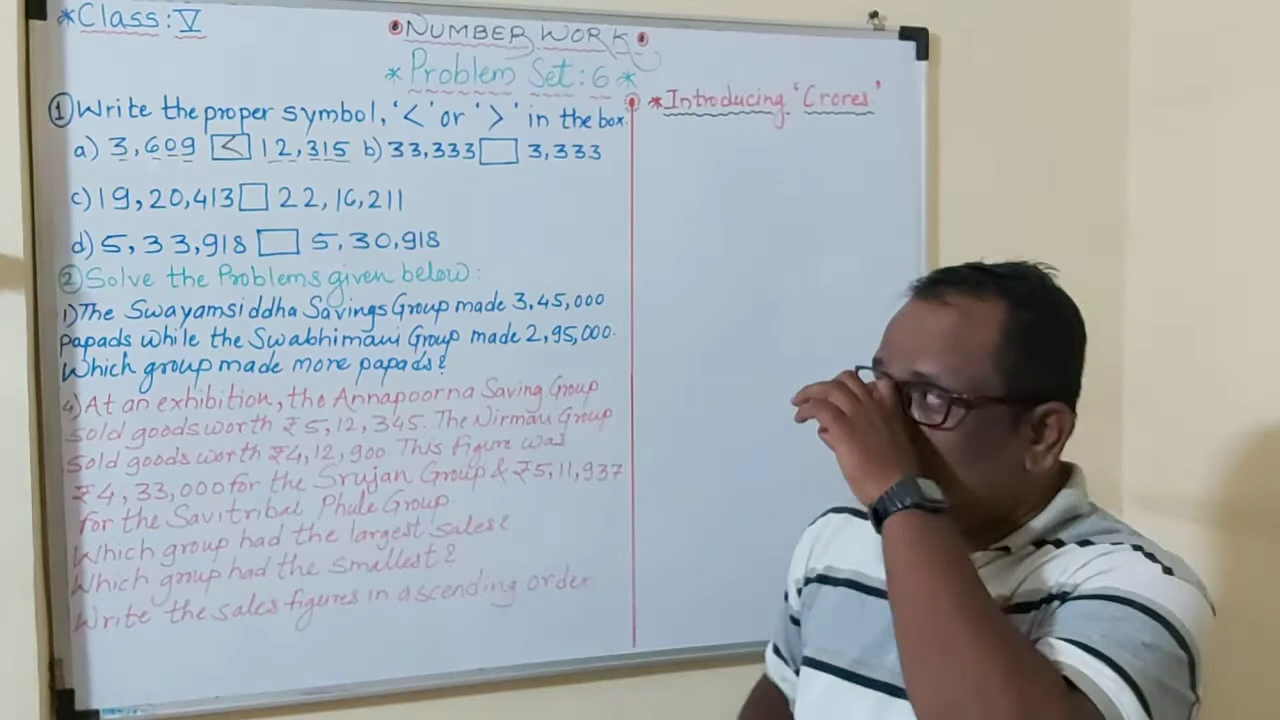 *Class: V
NUMBER WORK
* Problem Set: 6 *
① Write the proper symbol, '<' or '>' in the box.
a) 3,609 < 12,315 b) 33,333 □ 3,333
c) 19,20,413 □ 22,16,211
d) 5,33,918 □ 5,30,918
② Solve the Problems given below:
1) The Swayamsiddha Savings Group made 3,45,000
papads while the Swabhimani Group made 2,95,000.
Which group made more papads?
4) At an exhibition, the Annapoorna Saving Group
sold goods worth ₹5,12,345. The Nirman Group
sold goods worth ₹4,12,900 This figure was
₹4,33,000 for the Srujan Group & ₹5,11,937
for the Savitribai Phule Group.
Which group had the largest sales?
Which group had the smallest?
Write the sales figures in ascending order.
* Introducing 'Crores'